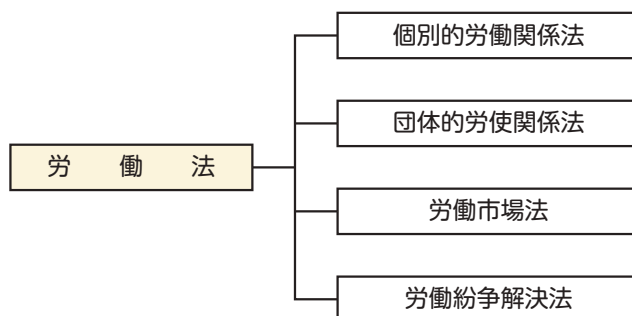 個別的労働関係法
団体的労使関係法
労働法
労働市場法
労働紛争解決法